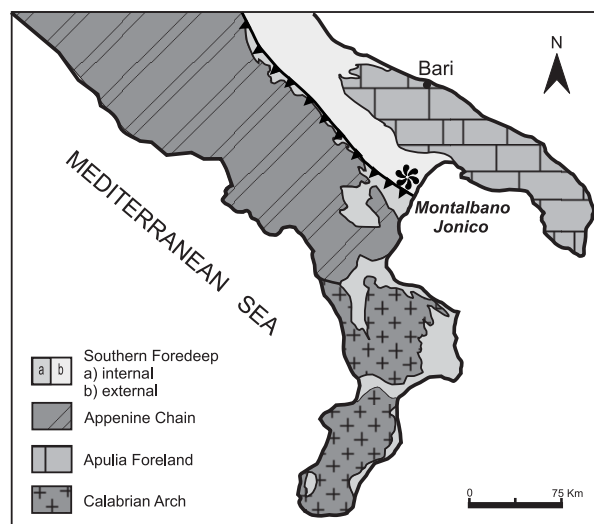 N
Bari
Montalbano
Jonico
MEDITERRANEAN SEA
a b
Southern Foredeep
a) internal
b) external
Appenine Chain
Apulia Foreland
Calabrian Arch
0 75 Km